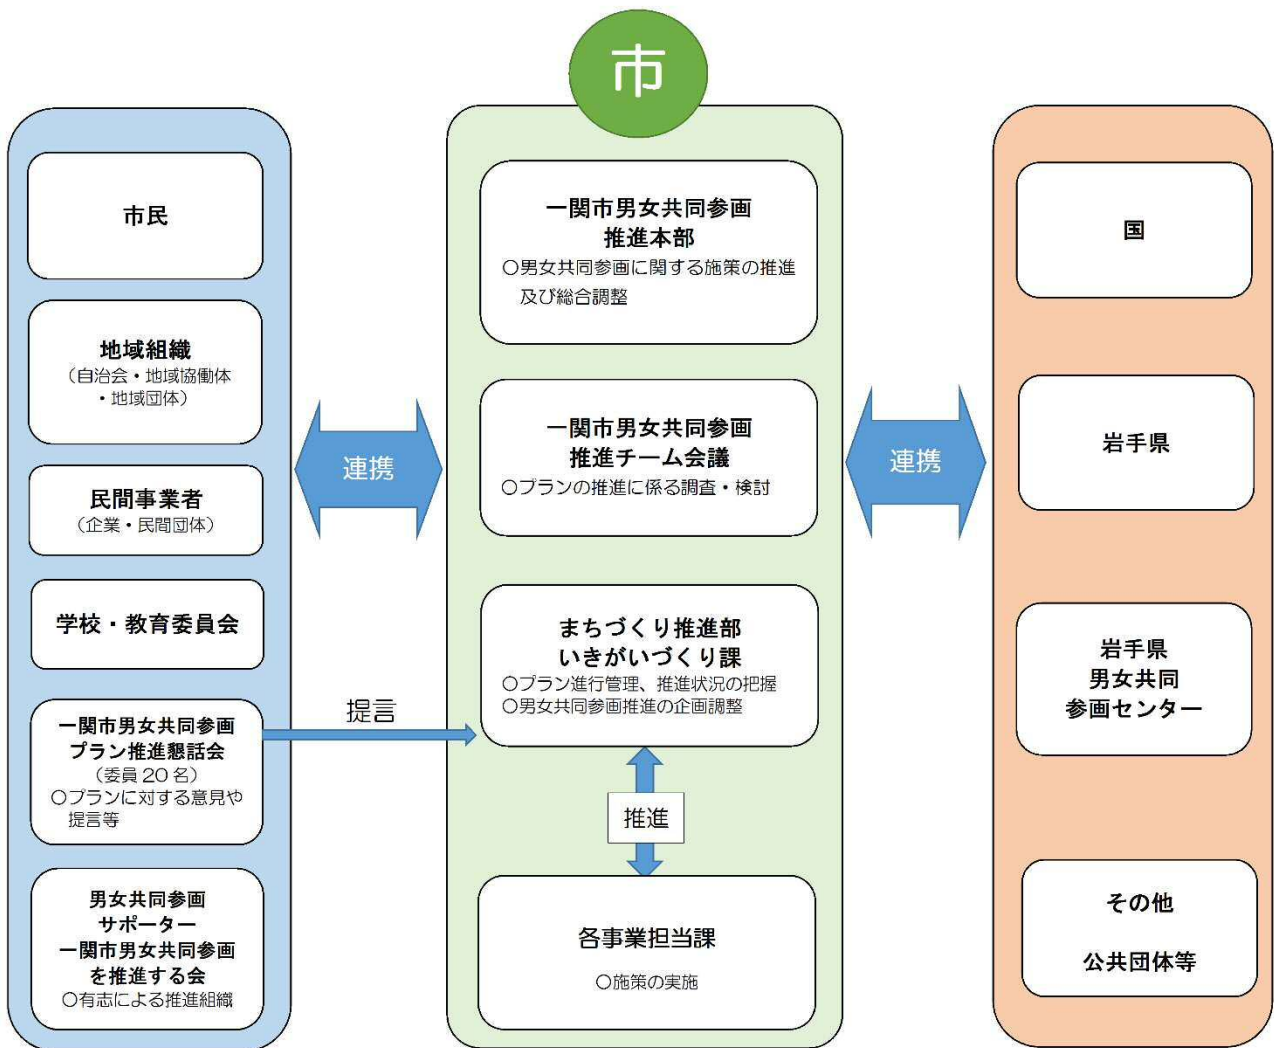 市
市民
地域組織
（自治会・地域協働体
・地域団体）
民間事業者
（企業・民間団体）
学校・教育委員会
一関市男女共同参画
プラン推進懇話会
（委員 20 名）
○プランに対する意見や
提言等
男女共同参画
サポーター
一関市男女共同参画
を推進する会
○有志による推進組織
連携
提言
一関市男女共同参画
推進本部
○男女共同参画に関する施策の推進
及び総合調整
一関市男女共同参画
推進チーム会議
○プランの推進に係る調査・検討
まちづくり推進部
いきがいづくり課
○プラン進行管理、推進状況の把握
○男女共同参画推進の企画調整
推進
各事業担当課
○施策の実施
連携
国
岩手県
岩手県
男女共同
参画センター
その他
公共団体等